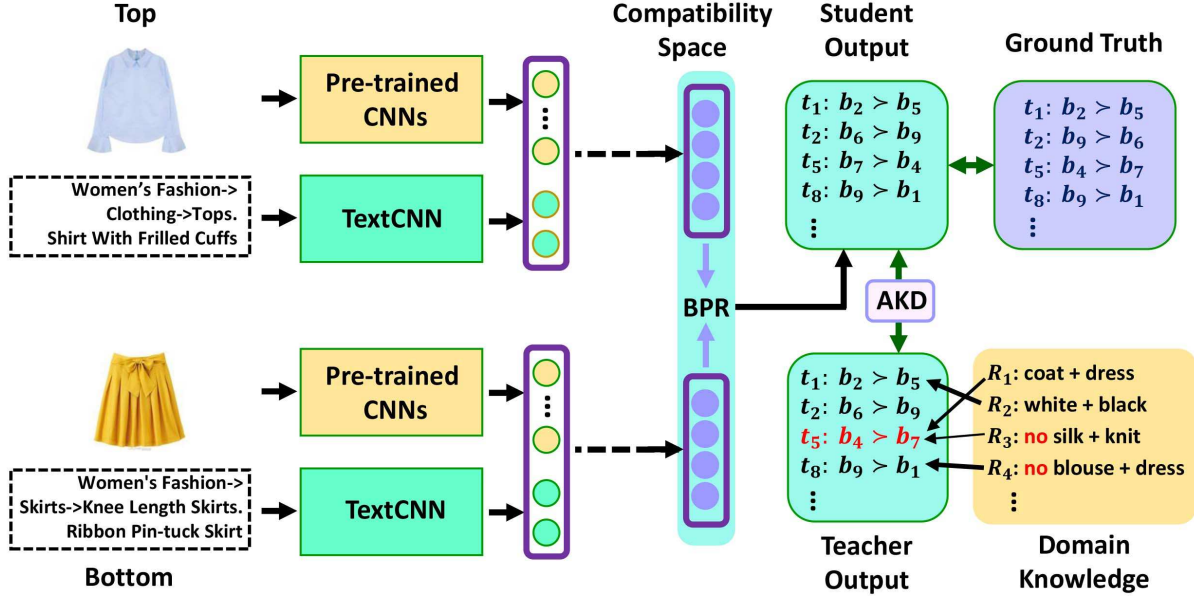 Top
Pre-trained
CNNs
Women's Fashion->
Clothing->Tops.
Shirt With Frilled Cuffs
TextCNN
Pre-trained
CNNs
Women's Fashion->
Skirts->Knee Length Skirts.
Ribbon Pin-tuck Skirt
TextCNN
Bottom
Compatibility
Space
BPR
Student
Output
t₁: b₂ ≻ b₅
t₂: b₆ ≻ b₉
t₅: b₇ ≻ b₄
t₈: b₉ ≻ b₁
Ground Truth
t₁: b₂ ≻ b₅
t₂: b₉ ≻ b₆
t₅: b₄ ≻ b₇
t₈: b₉ ≻ b₁
AKD
t₁: b₂ ≻ b₅
t₂: b₆ ≻ b₉
t₅: b₄ ≻ b₇
t₈: b₉ ≻ b₁
Teacher
Output
R₁: coat + dress
R₂: white + black
R₃: no silk + knit
R₄: no blouse + dress
Domain
Knowledge